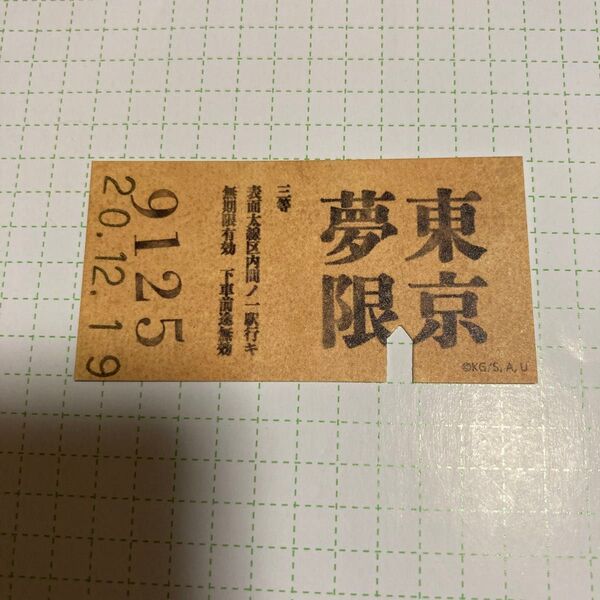 東京
夢限
三等
表面太線区内間ノ一駅行キ
無期限有効 下車前途無効
9125
20.12.19
©KG/S, A, U